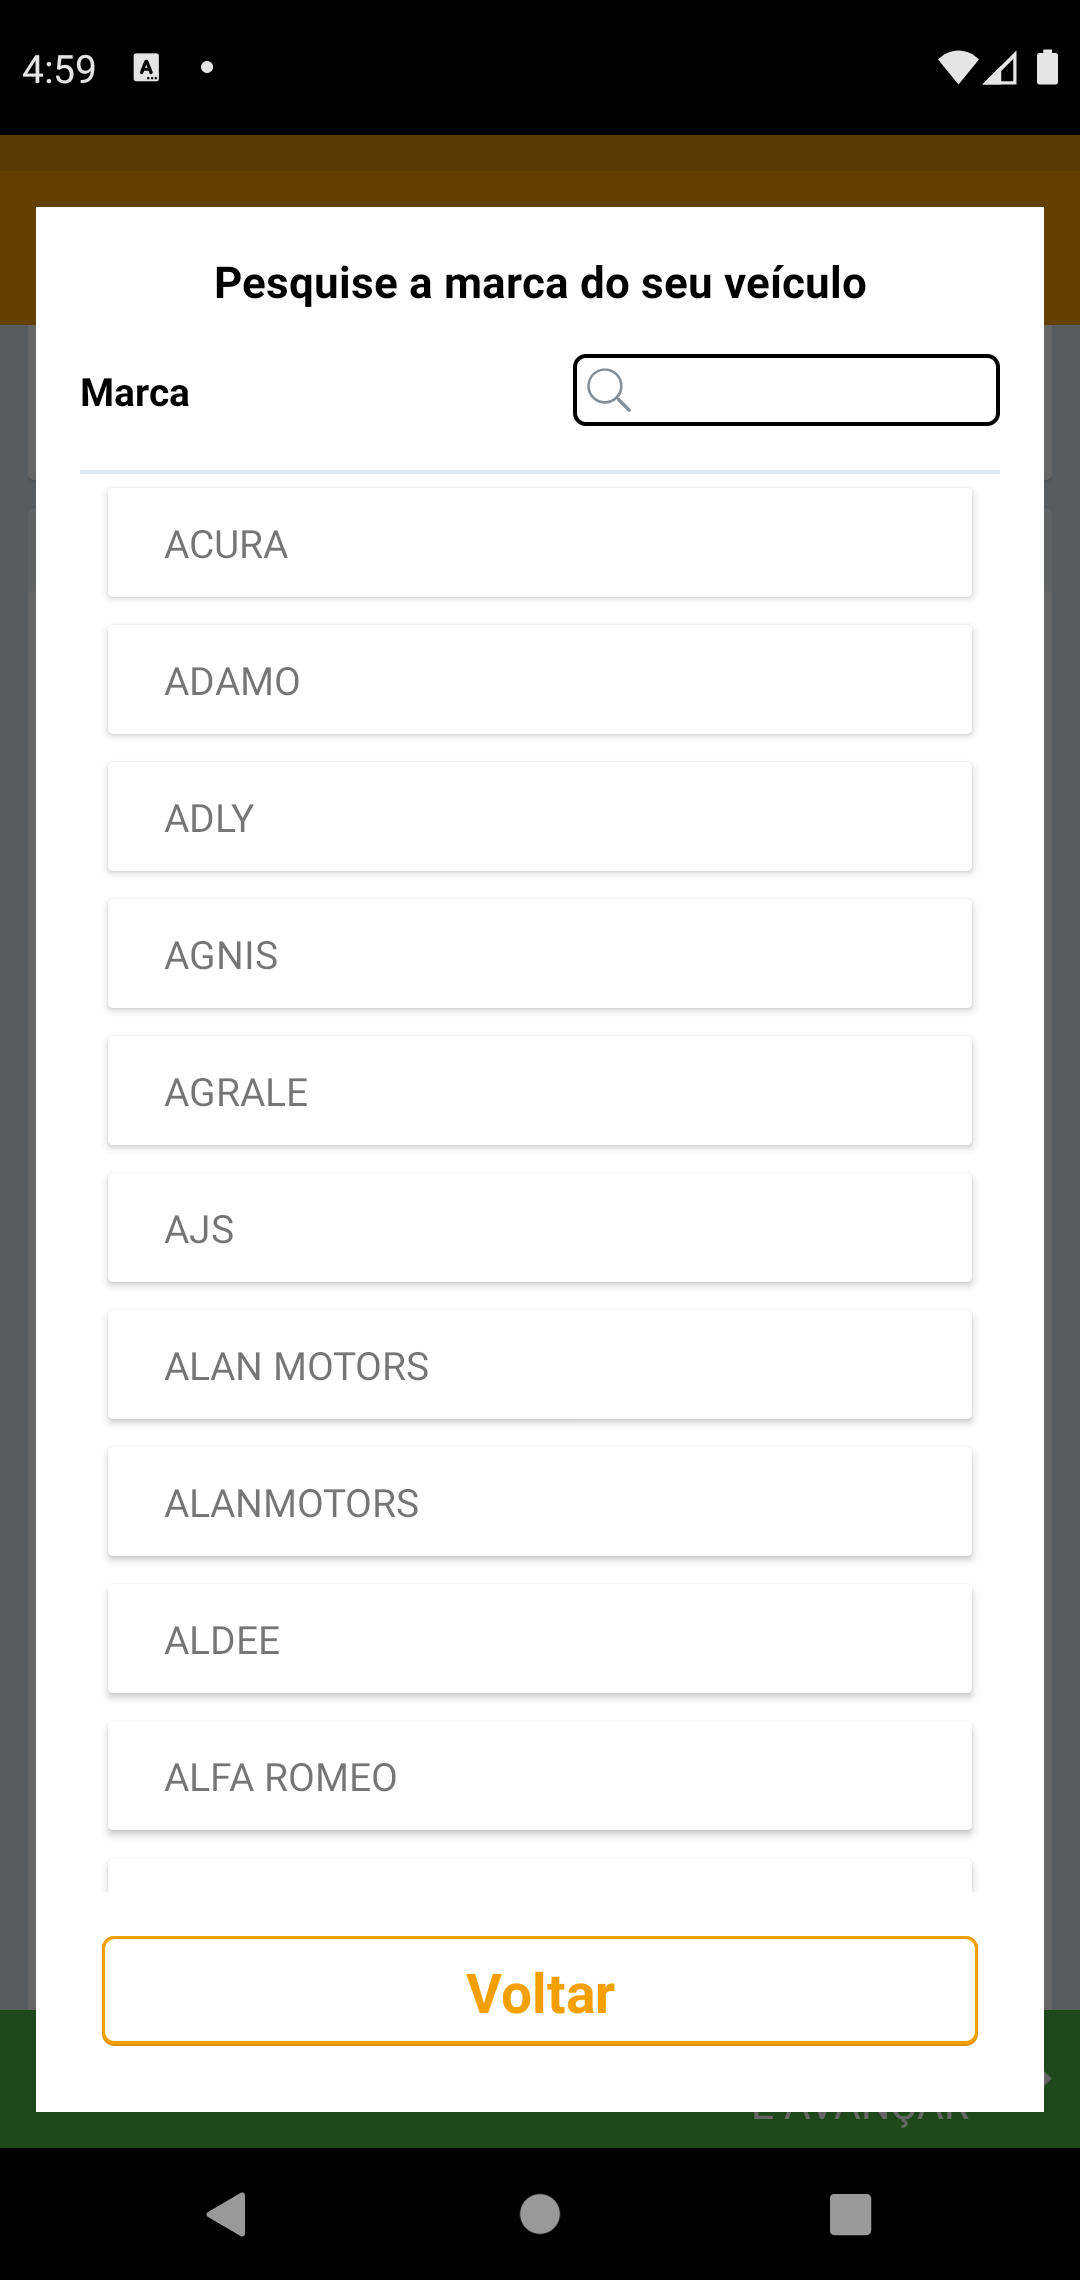 4:59
Pesquise a marca do seu veículo
Marca
ACURA
ADAMO
ADLY
AGNIS
AGRALE
AJS
ALAN MOTORS
ALANMOTORS
ALDEE
ALFA ROMEO
Voltar
E AVANÇAR